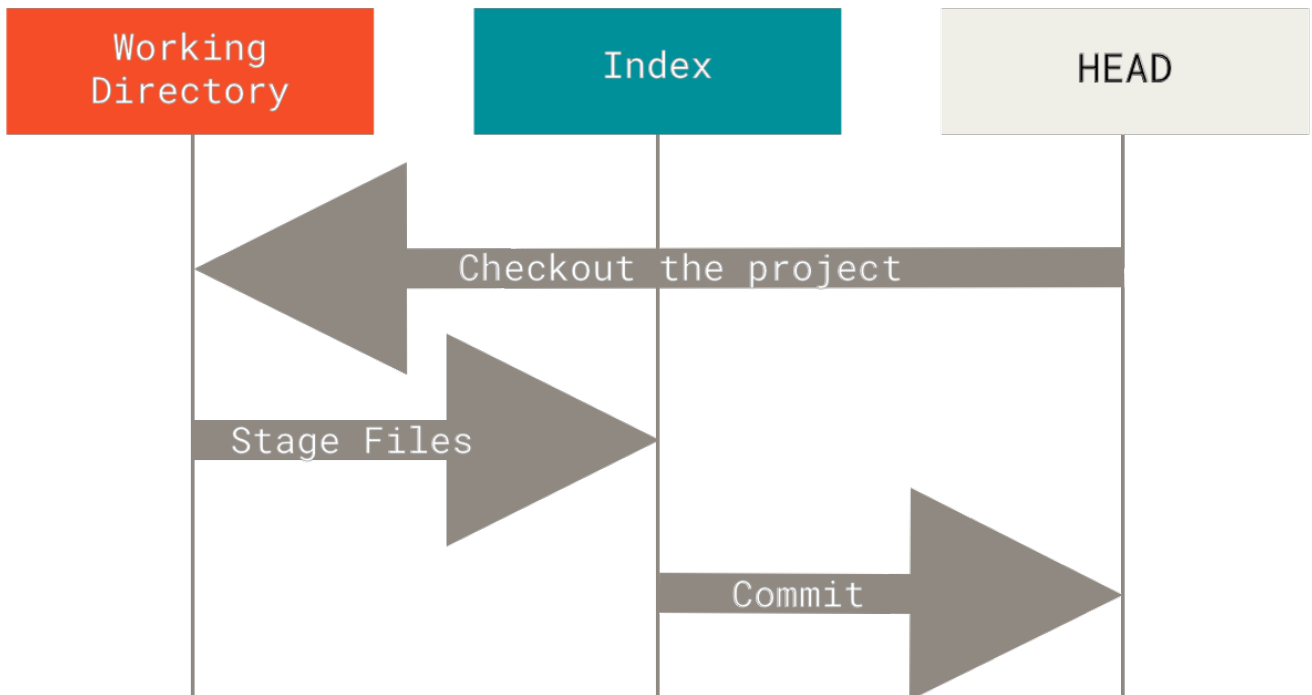 Working
Directory
Index
HEAD
Checkout the project
Stage Files
Commit